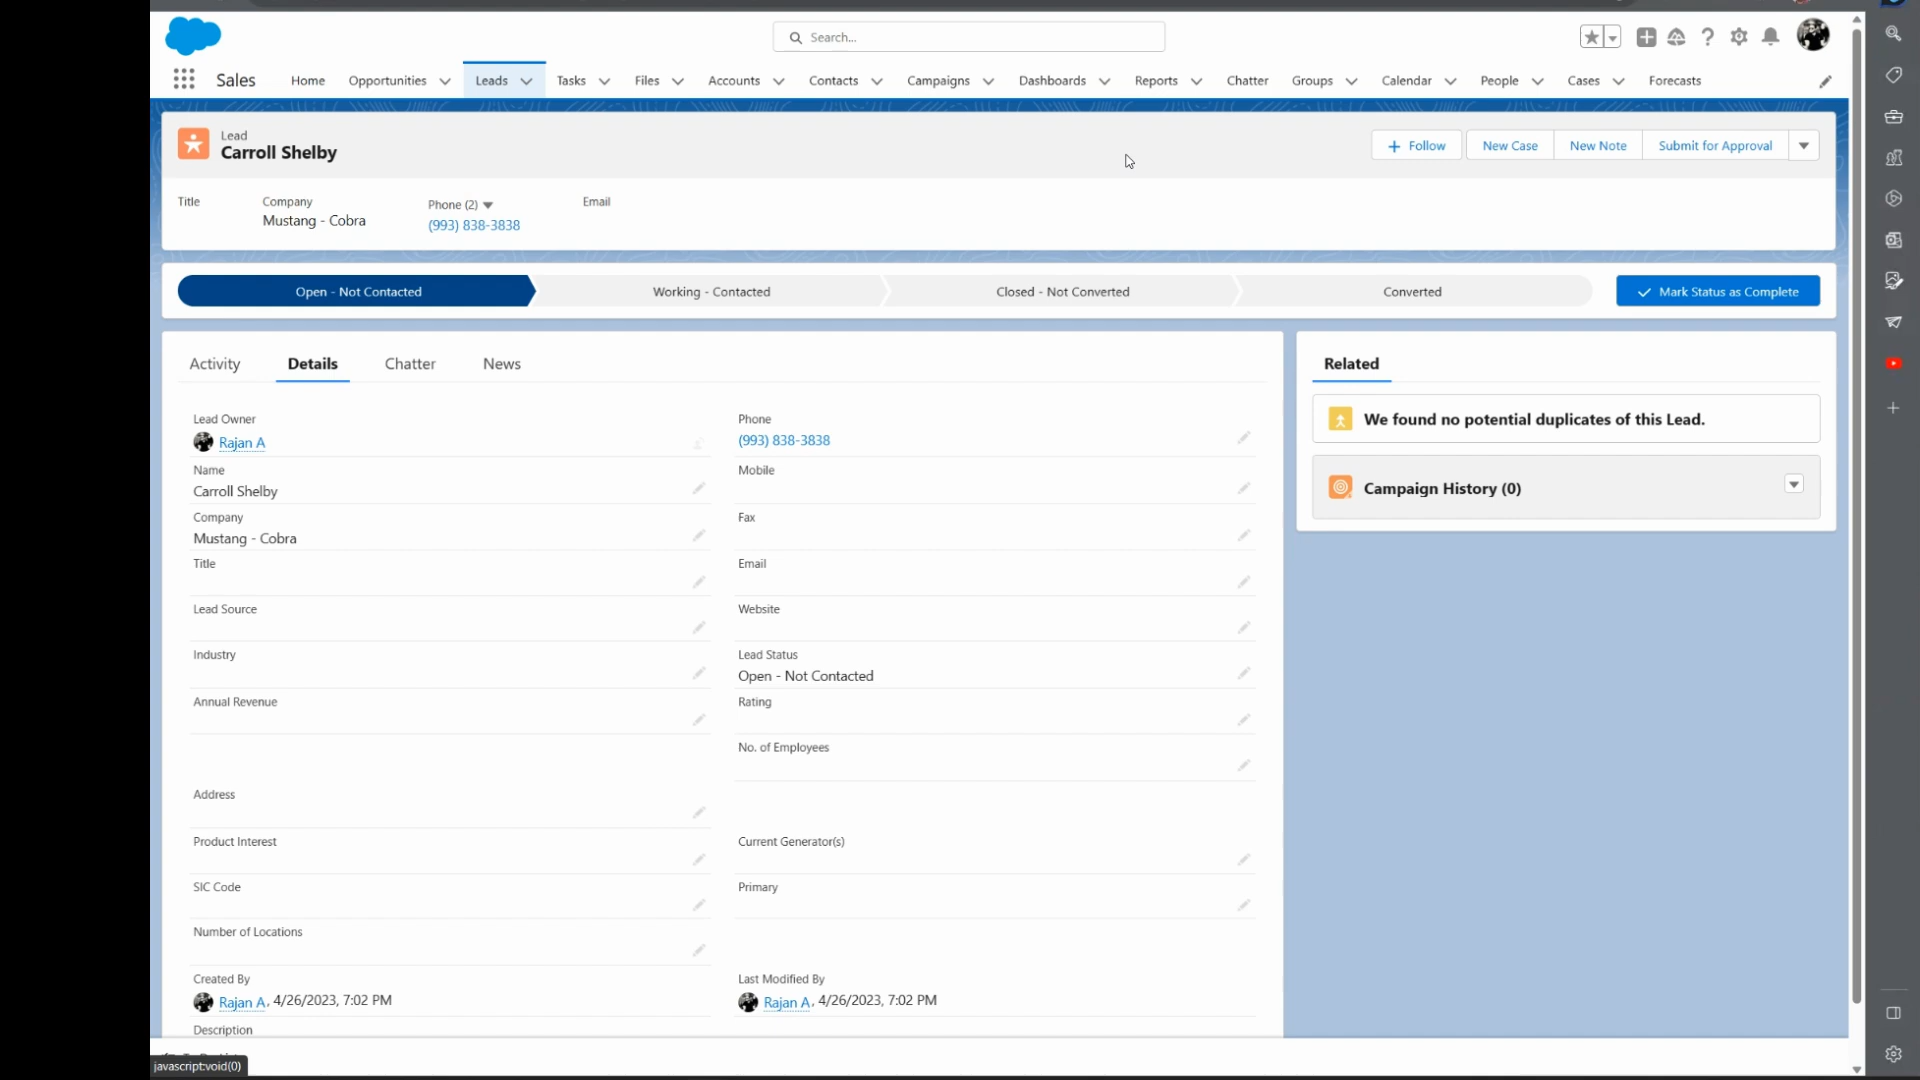 Search...
Sales
Home
Opportunities
Leads
Tasks
Files
Accounts
Contacts
Campaigns
Dashboards
Reports
Chatter
Groups
Calendar
People
Cases
Forecasts
Lead
Carroll Shelby
Follow
New Case
New Note
Submit for Approval
Title
Company
Mustang - Cobra
Phone (2)
(993) 838-3838
Email
Open - Not Contacted
Working - Contacted
Closed - Not Converted
Converted
Mark Status as Complete
Activity
Details
Chatter
News
Related
Lead Owner
Rajan A
Phone
(993) 838-3838
We found no potential duplicates of this Lead.
Name
Carroll Shelby
Mobile
Campaign History (0)
Company
Mustang - Cobra
Fax
Title
Email
Lead Source
Website
Industry
Lead Status
Open - Not Contacted
Annual Revenue
Rating
No. of Employees
Address
Product Interest
Current Generator(s)
SIC Code
Primary
Number of Locations
Created By
Rajan A, 4/26/2023, 7:02 PM
Last Modified By
Rajan A, 4/26/2023, 7:02 PM
Description
javascript:void(0)